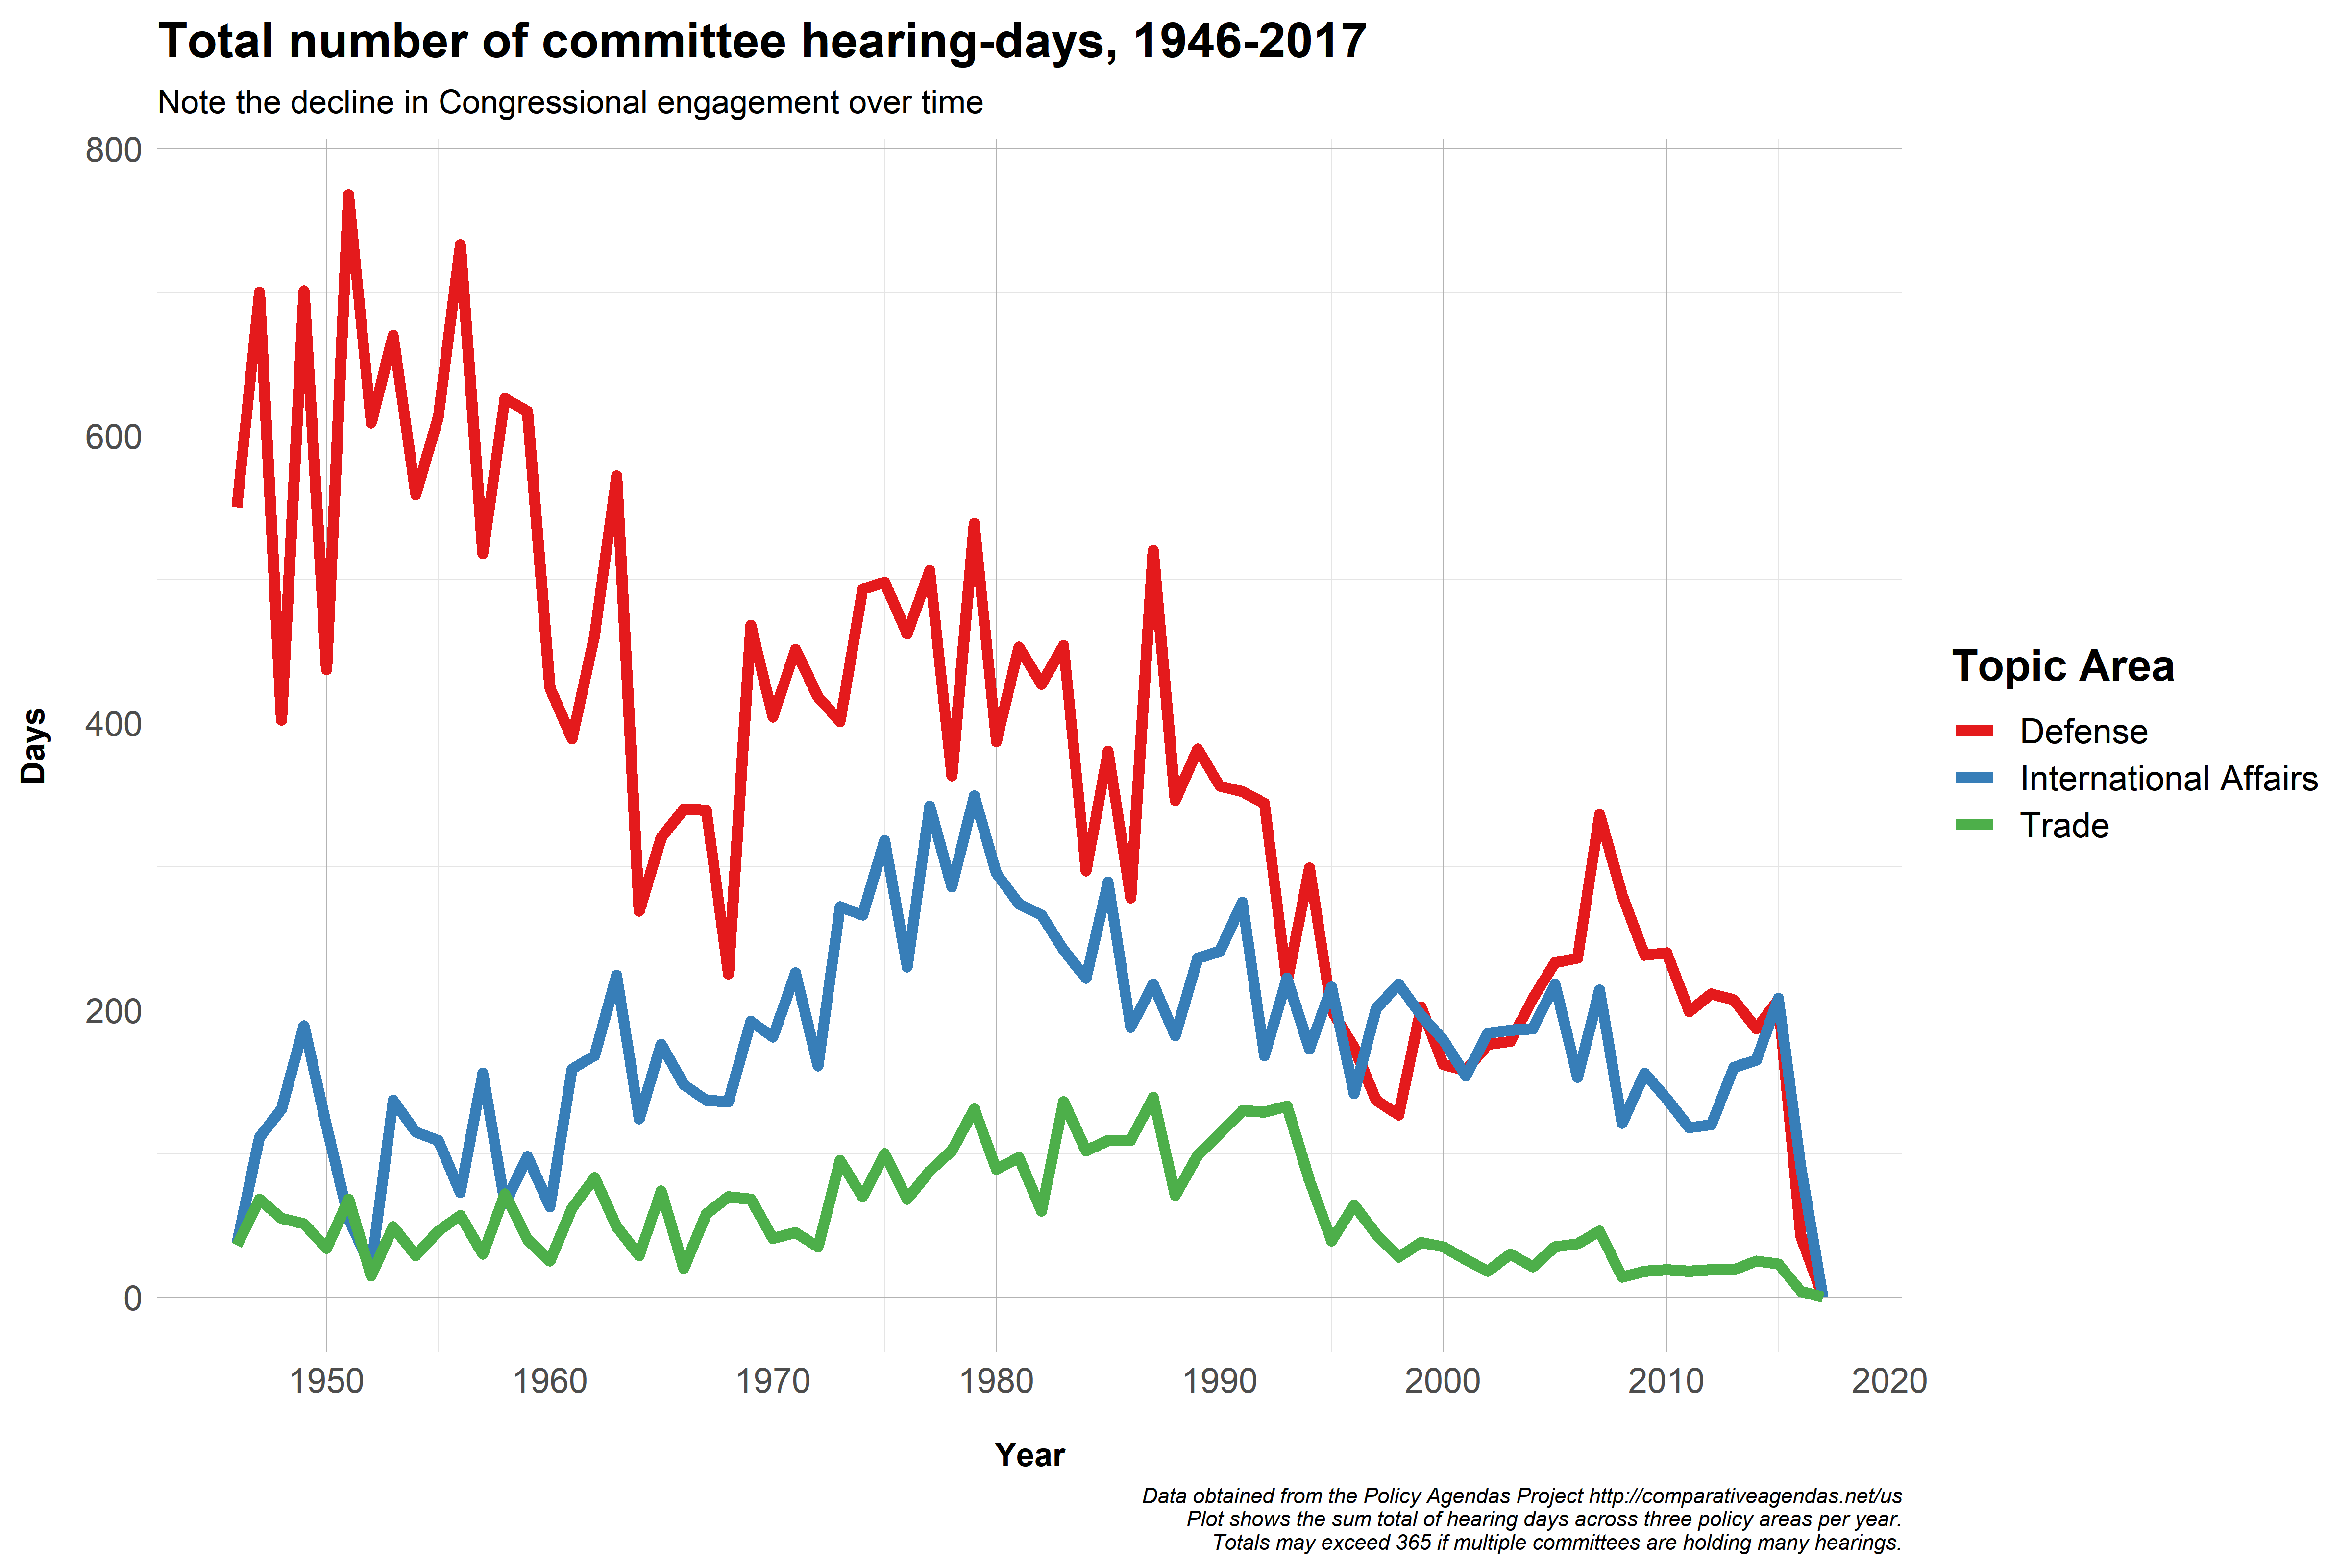 Total number of committee hearing-days, 1946-2017
Note the decline in Congressional engagement over time
800
600
400
200
0
Days
1950
1960
1970
1980
1990
2000
2010
2020
Year
Topic Area
Defense
International Affairs
Trade
Data obtained from the Policy Agendas Project http://comparativeagendas.net/us
Plot shows the sum total of hearing days across three policy areas per year.
Totals may exceed 365 if multiple committees are holding many hearings.